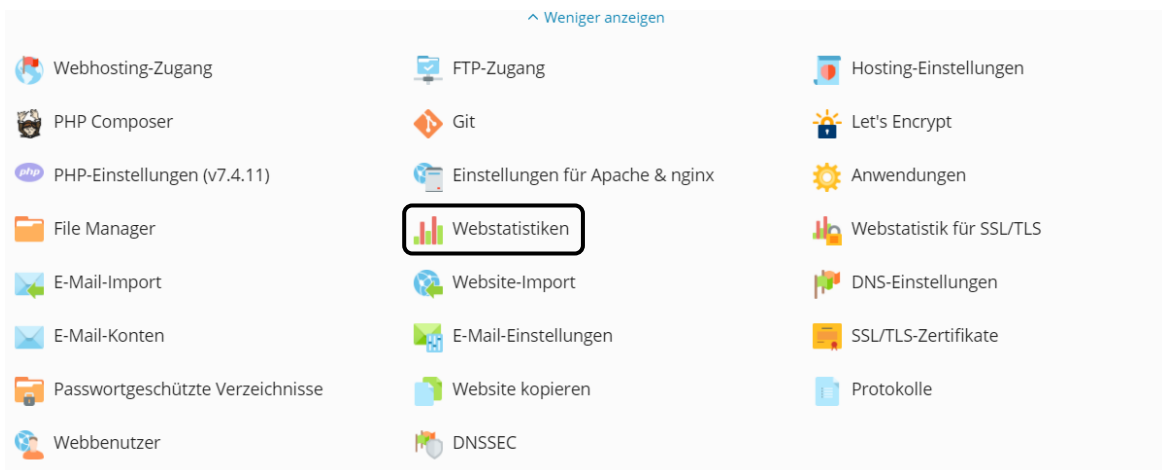 Weniger anzeigen
Webhosting-Zugang
FTP-Zugang
Hosting-Einstellungen
PHP Composer
Git
Let's Encrypt
php
PHP-Einstellungen (v7.4.11)
Einstellungen für Apache & nginx
Anwendungen
File Manager
Webstatistiken
Webstatistik für SSL/TLS
E-Mail-Import
Website-Import
DNS-Einstellungen
E-Mail-Konten
E-Mail-Einstellungen
SSL/TLS-Zertifikate
Passwortgeschützte Verzeichnisse
Website kopieren
Protokolle
Webbenutzer
DNSSEC